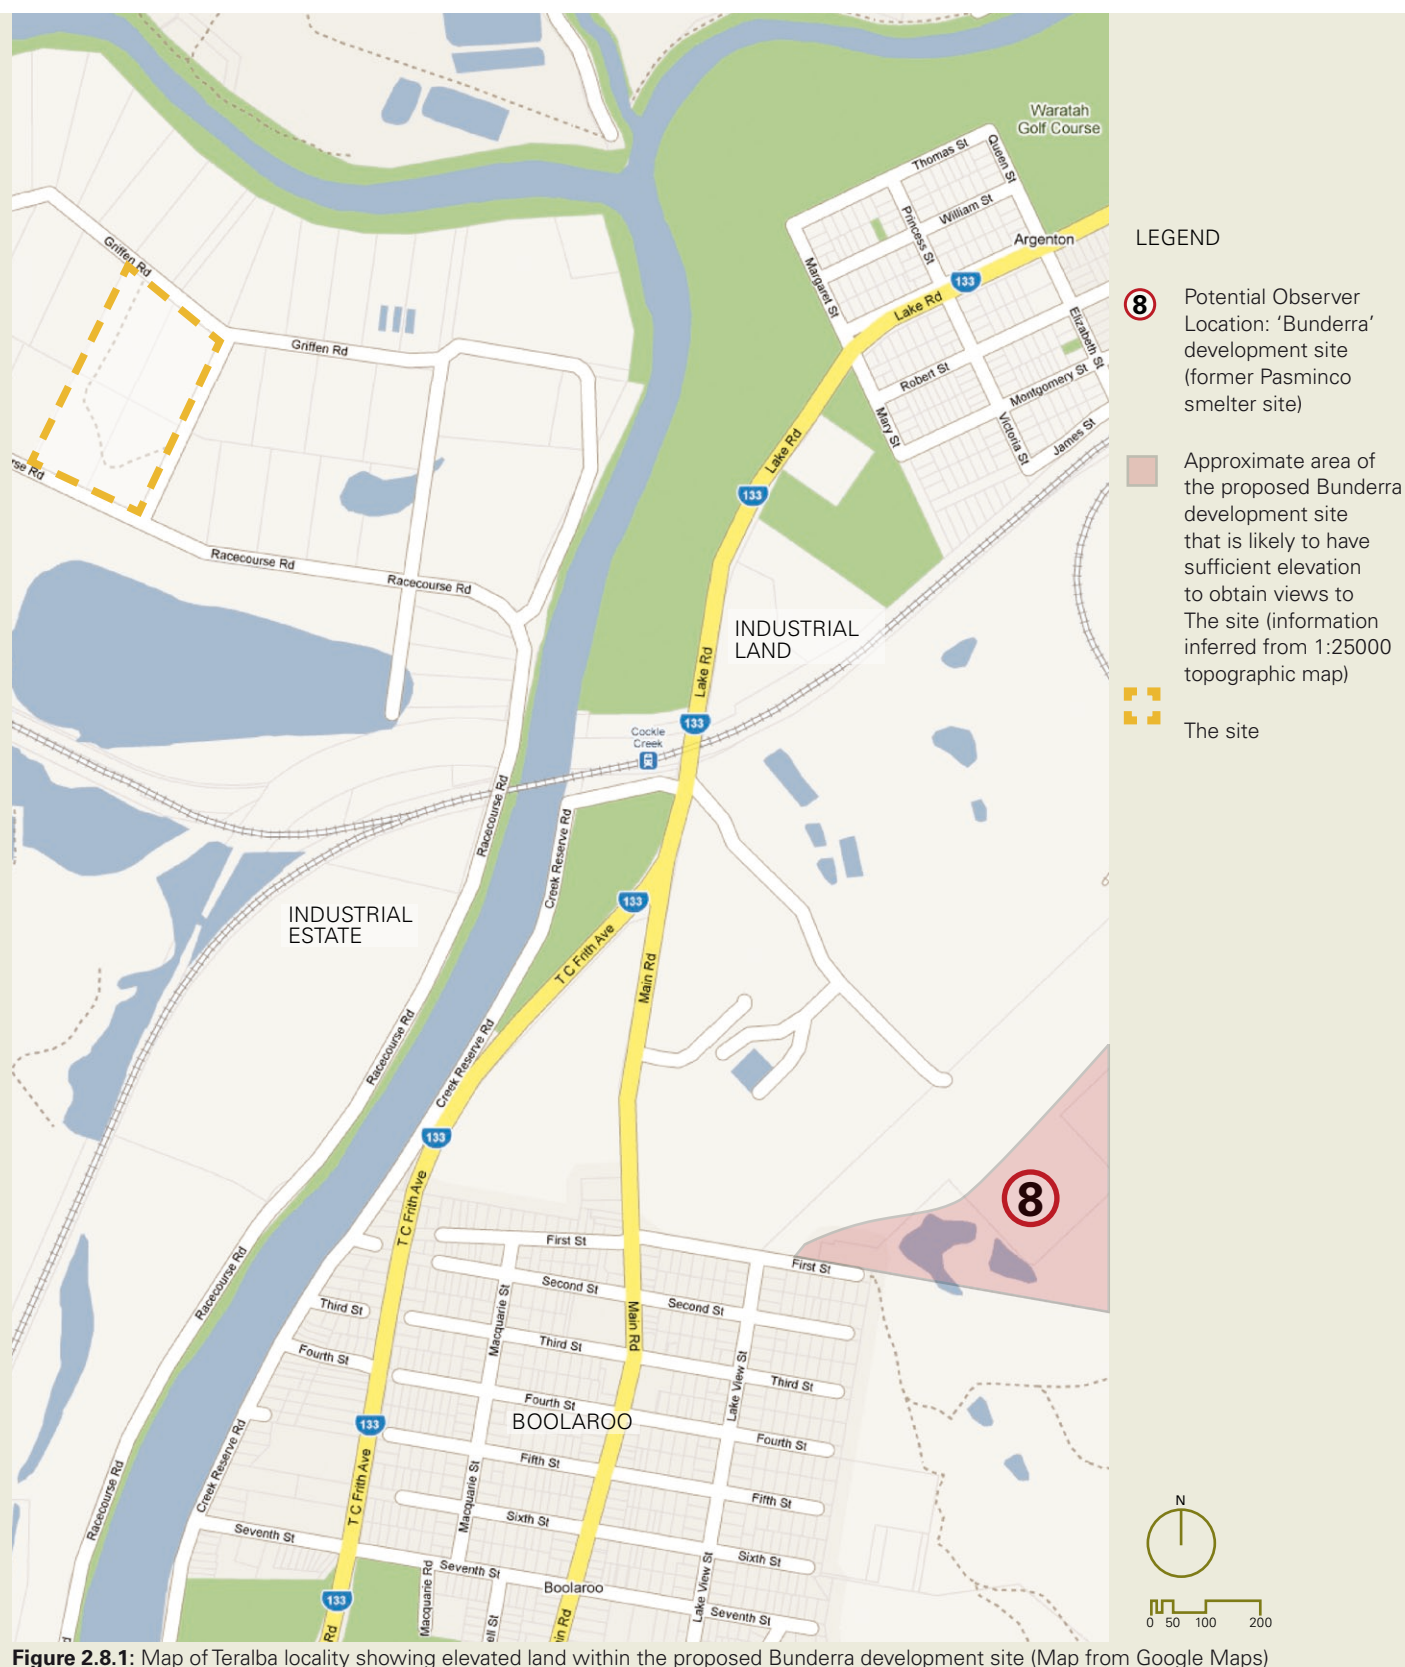 Waratah
Golf Course
Thomas St
Queen St
William St
Princess St
Argenton
133
Lake Rd
Margaret St
Elizabeth St
Robert St
Montgomery St
Mary St
Victoria St
James St
Griffen Rd
Griffen Rd
Lake Rd
133
rse Rd
Racecourse Rd
Racecourse Rd
INDUSTRIAL
LAND
Lake Rd
133
Cockle
Creek
Racecourse Rd
Creek Reserve Rd
133
INDUSTRIAL
ESTATE
T C Frith Ave
Main Rd
Racecourse Rd
Creek Reserve Rd
133
T C Frith Ave
8
First St
First St
Racecourse Rd
Second St
Second St
Third St
Macquarie St
Main Rd
Third St
Third St
Fourth St
Lake View St
Fourth St
BOOLAROO
133
Fourth St
Creek Reserve Rd
Fifth St
Fifth St
T C Frith Ave
Macquarie St
Racecourse Rd
Sixth St
Sixth St
Seventh St
Seventh St
Lake View St
Macquarie Rd
Boolaroo
133
Seventh St
ell St
in Rd
Rd
d
LEGEND
8
Potential Observer
Location: ‘Bunderra’
development site
(former Pasminco
smelter site)
Approximate area of
the proposed Bunderra
development site
that is likely to have
sufficient elevation
to obtain views to
The site (information
inferred from 1:25000
topographic map)
The site
N
0 50 100 200
Figure 2.8.1: Map of Teralba locality showing elevated land within the proposed Bunderra development site (Map from Google Maps)